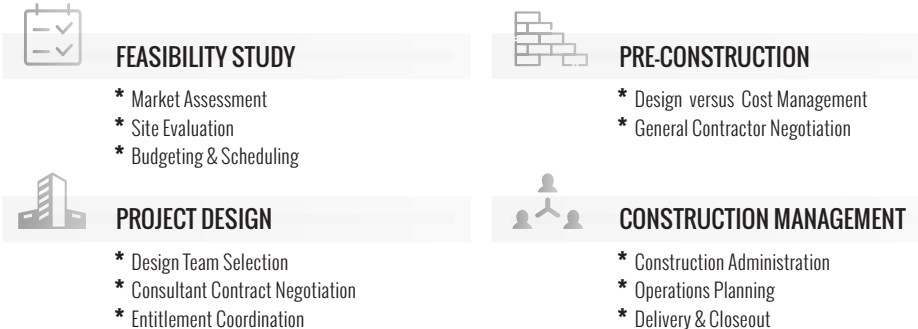 FEASIBILITY STUDY
* Market Assessment
* Site Evaluation
* Budgeting & Scheduling
PROJECT DESIGN
* Design Team Selection
* Consultant Contract Negotiation
* Entitlement Coordination
PRE-CONSTRUCTION
* Design versus Cost Management
* General Contractor Negotiation
CONSTRUCTION MANAGEMENT
* Construction Administration
* Operations Planning
* Delivery & Closeout